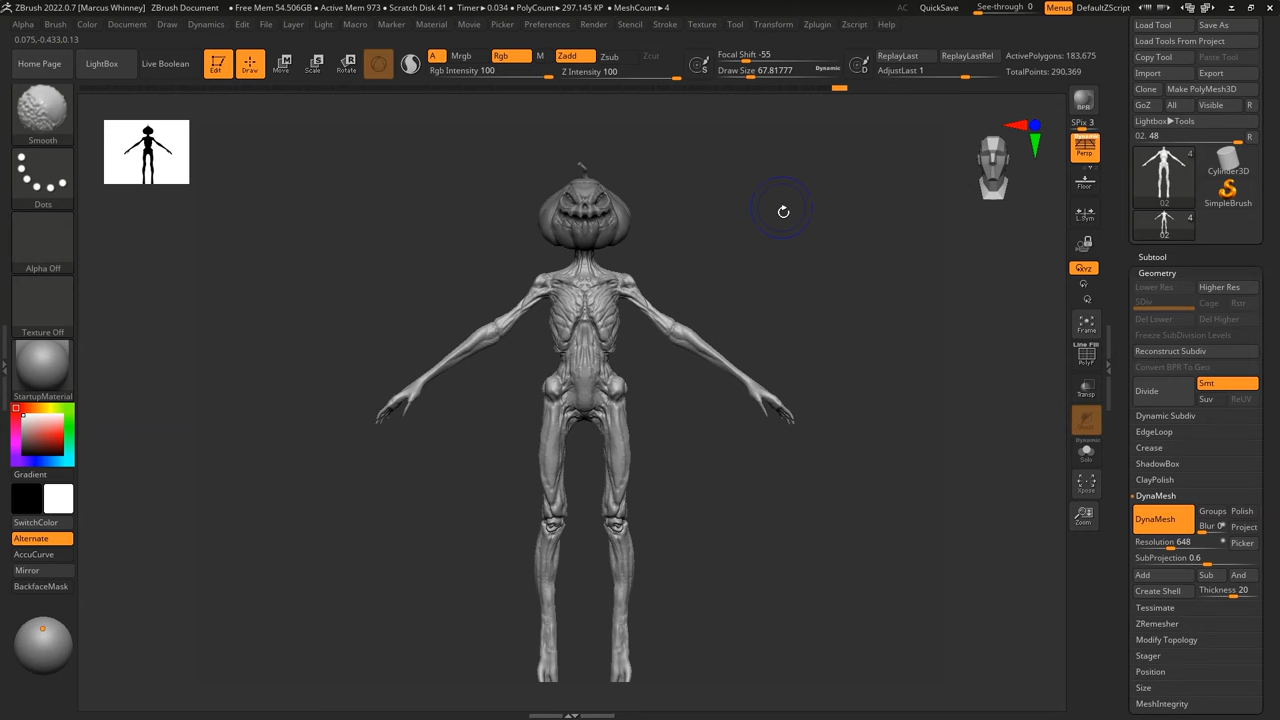 ZBrush 2022.0.7 [Marcus Whinney] ZBrush Document • Free Mem 54.506GB • Active Mem 973 • Scratch Disk 41 • Timer▶0.034 • PolyCount▶297.145 KP • MeshCount▶4 AC QuickSave See-through 0 Menus DefaultZScript
Alpha Brush Color Document Draw Dynamics Edit File Layer Light Macro Marker Material Movie Picker Preferences Render Stencil Stroke Texture Tool Transform Zplugin Zscript Help
0.075,-0.433,0.13
Home Page LightBox Live Boolean Edit Draw Move Scale Rotate
A Mrgb Rgb M Zadd Zsub Zcut
Rgb Intensity 100 Z Intensity 100
Focal Shift -55
Draw Size 67.81777 Dynamic
S D
ReplayLast ReplayLastRel
AdjustLast 1
ActivePolygons: 183,675
TotalPoints: 290,369
Smooth
Dots
Alpha Off
Texture Off
StartupMaterial
Gradient
SwitchColor
Alternate
AccuCurve
Mirror
BackfaceMask
BPR
SPix 3
Dynamic
Persp
Floor
L.Sym
XYZ
Frame
Line Fill
PolyF
Transp
Ghost
Dynamic
Solo
Xpose
Zoom
Load Tool Save As
Load Tools From Project
Copy Tool Paste Tool
Import Export
Clone Make PolyMesh3D
GoZ All Visible R
Lightbox▶Tools
02. 48 R
4
02
Cylinder3D
SimpleBrush
4
02
Subtool
Geometry
Lower Res Higher Res
SDiv Cage Rstr
Del Lower Del Higher
Freeze SubDivision Levels
Reconstruct Subdiv
Convert BPR To Geo
Divide Smt
Suv ReUV
Dynamic Subdiv
EdgeLoop
Crease
ShadowBox
ClayPolish
DynaMesh
DynaMesh Groups Polish
Blur 0 Project
Resolution 648 Picker
SubProjection 0.6
Add Sub And
Create Shell Thickness 20
Tessimate
ZRemesher
Modify Topology
Stager
Position
Size
MeshIntegrity